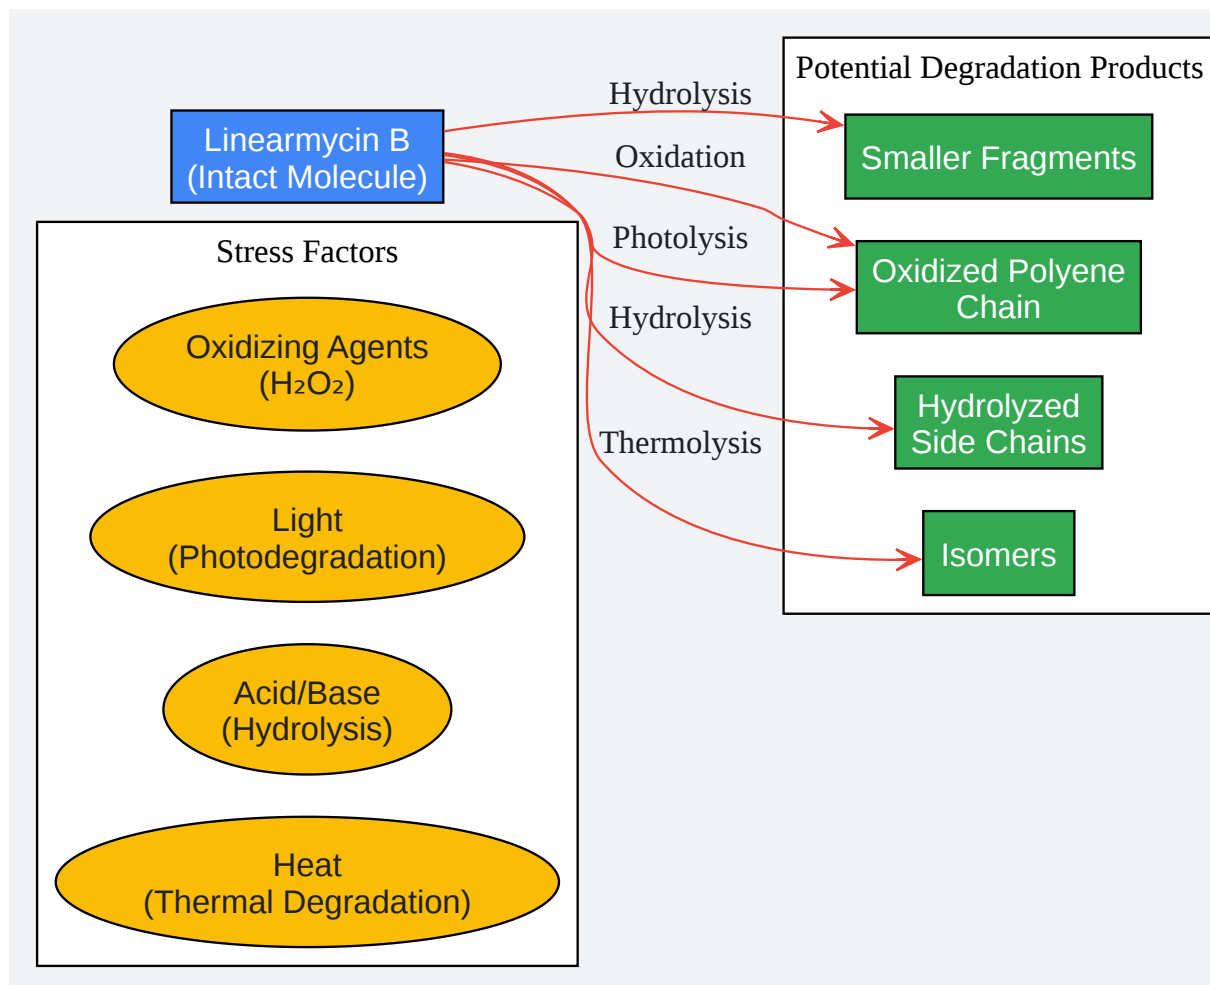 Linearmycin B
(Intact Molecule)
Stress Factors
Oxidizing Agents
(H₂O₂)
Light
(Photodegradation)
Acid/Base
(Hydrolysis)
Heat
(Thermal Degradation)
Hydrolysis
Oxidation
Photolysis
Hydrolysis
Thermolysis
Potential Degradation Products
Smaller Fragments
Oxidized Polyene
Chain
Hydrolyzed
Side Chains
Isomers